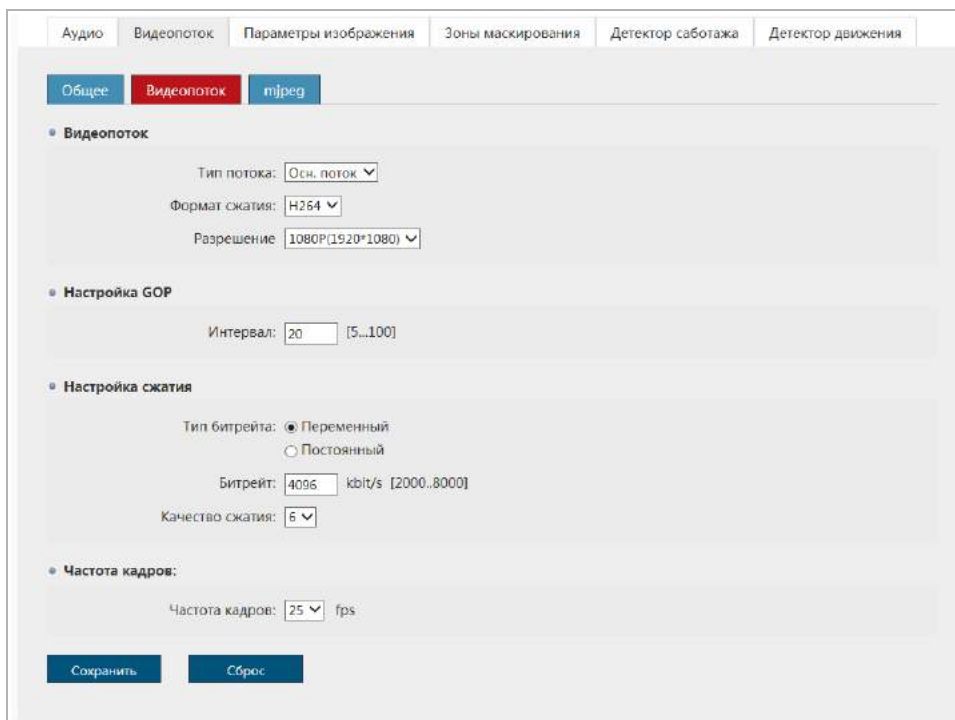 Аудио Видеопоток Параметры изображения Зоны маскирования Детектор саботажа Детектор движения
Общее Видеопоток mjpeg
Видеопоток
Тип потока: Осн. поток
Формат сжатия: H264
Разрешение 1080P(1920*1080)
Настройка GOP
Интервал: 20 [5...100]
Настройка сжатия
Тип битрейта: Переменный
Постоянный
Битрейт: 4096 kbit/s [2000..8000]
Качество сжатия: 6
Частота кадров:
Частота кадров: 25 fps
Сохранить Сброс